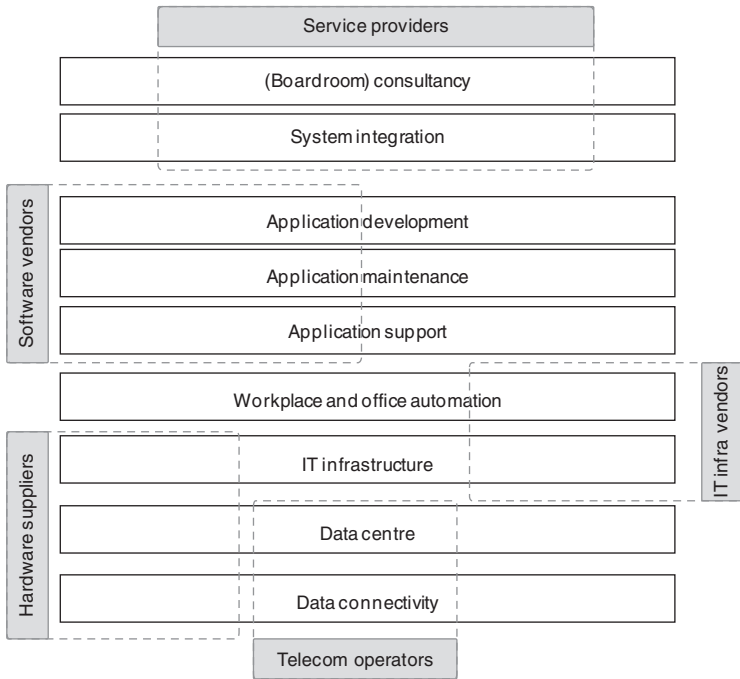 Service providers
(Boardroom) consultancy
System integration
Software vendors
Application development
Application maintenance
Application support
IT infra vendors
Workplace and office automation
Hardware suppliers
IT infrastructure
Data centre
Data connectivity
Telecom operators